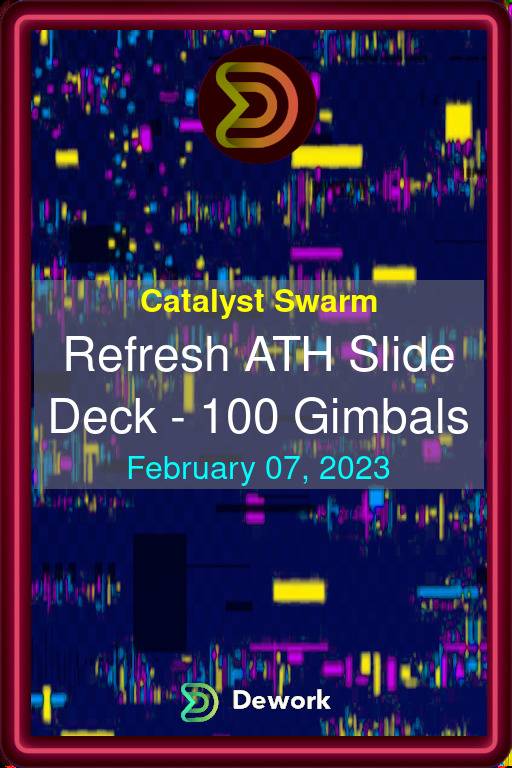 Catalyst Swarm
Refresh ATH Slide
Deck - 100 Gimbals
February 07, 2023
Dework